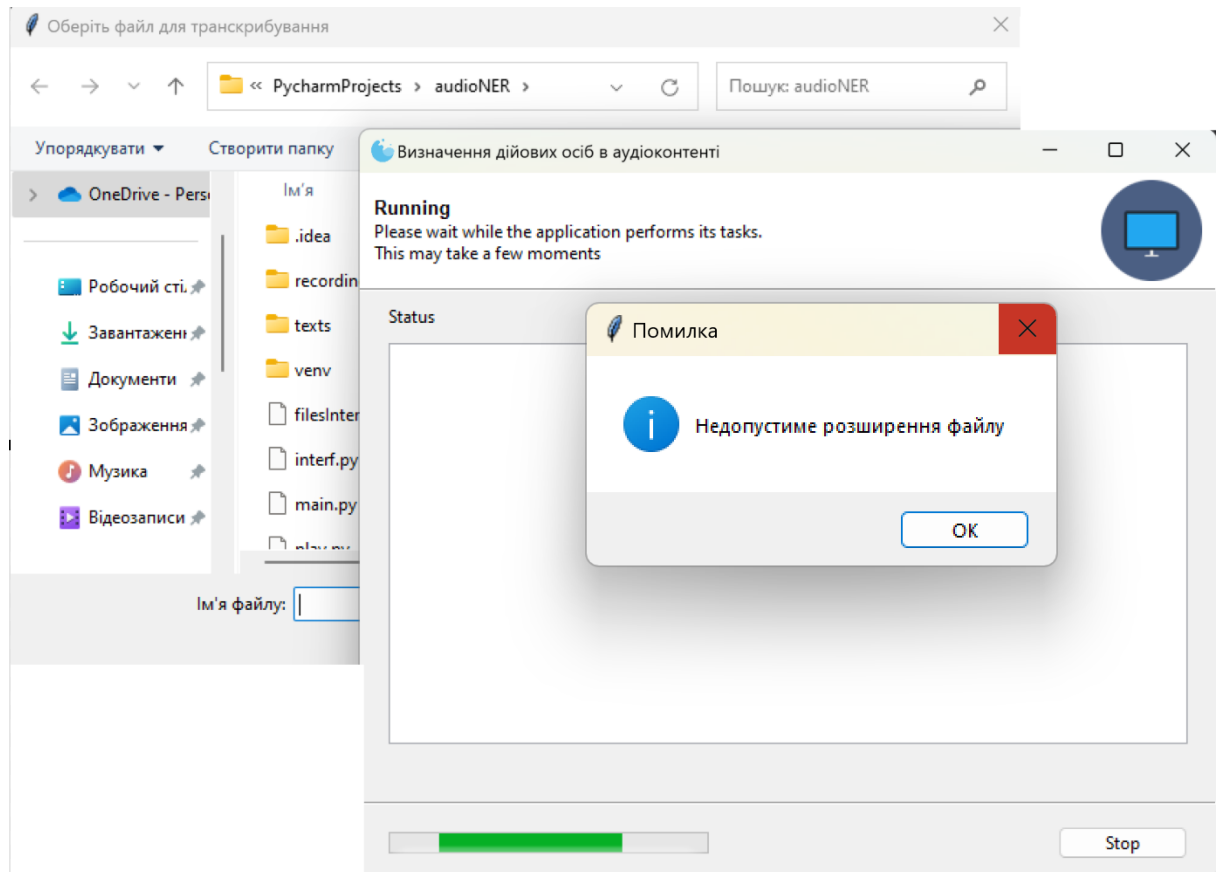 Оберіть файл для транскрибування
« PycharmProjects › audioNER ›
Пошук: audioNER
Упорядкувати
Створити папку
OneDrive - Pers
Робочий сті
Завантажен
Документи
Зображення
Музика
Відеозаписи
Ім'я
.idea
recordin
texts
venv
filesInter
interf.py
main.py
Ім'я файлу:
Визначення дійових осіб в аудіоконтенті
Running
Please wait while the application performs its tasks.
This may take a few moments
Status
Помилка
Недопустиме розширення файлу
OK
Stop